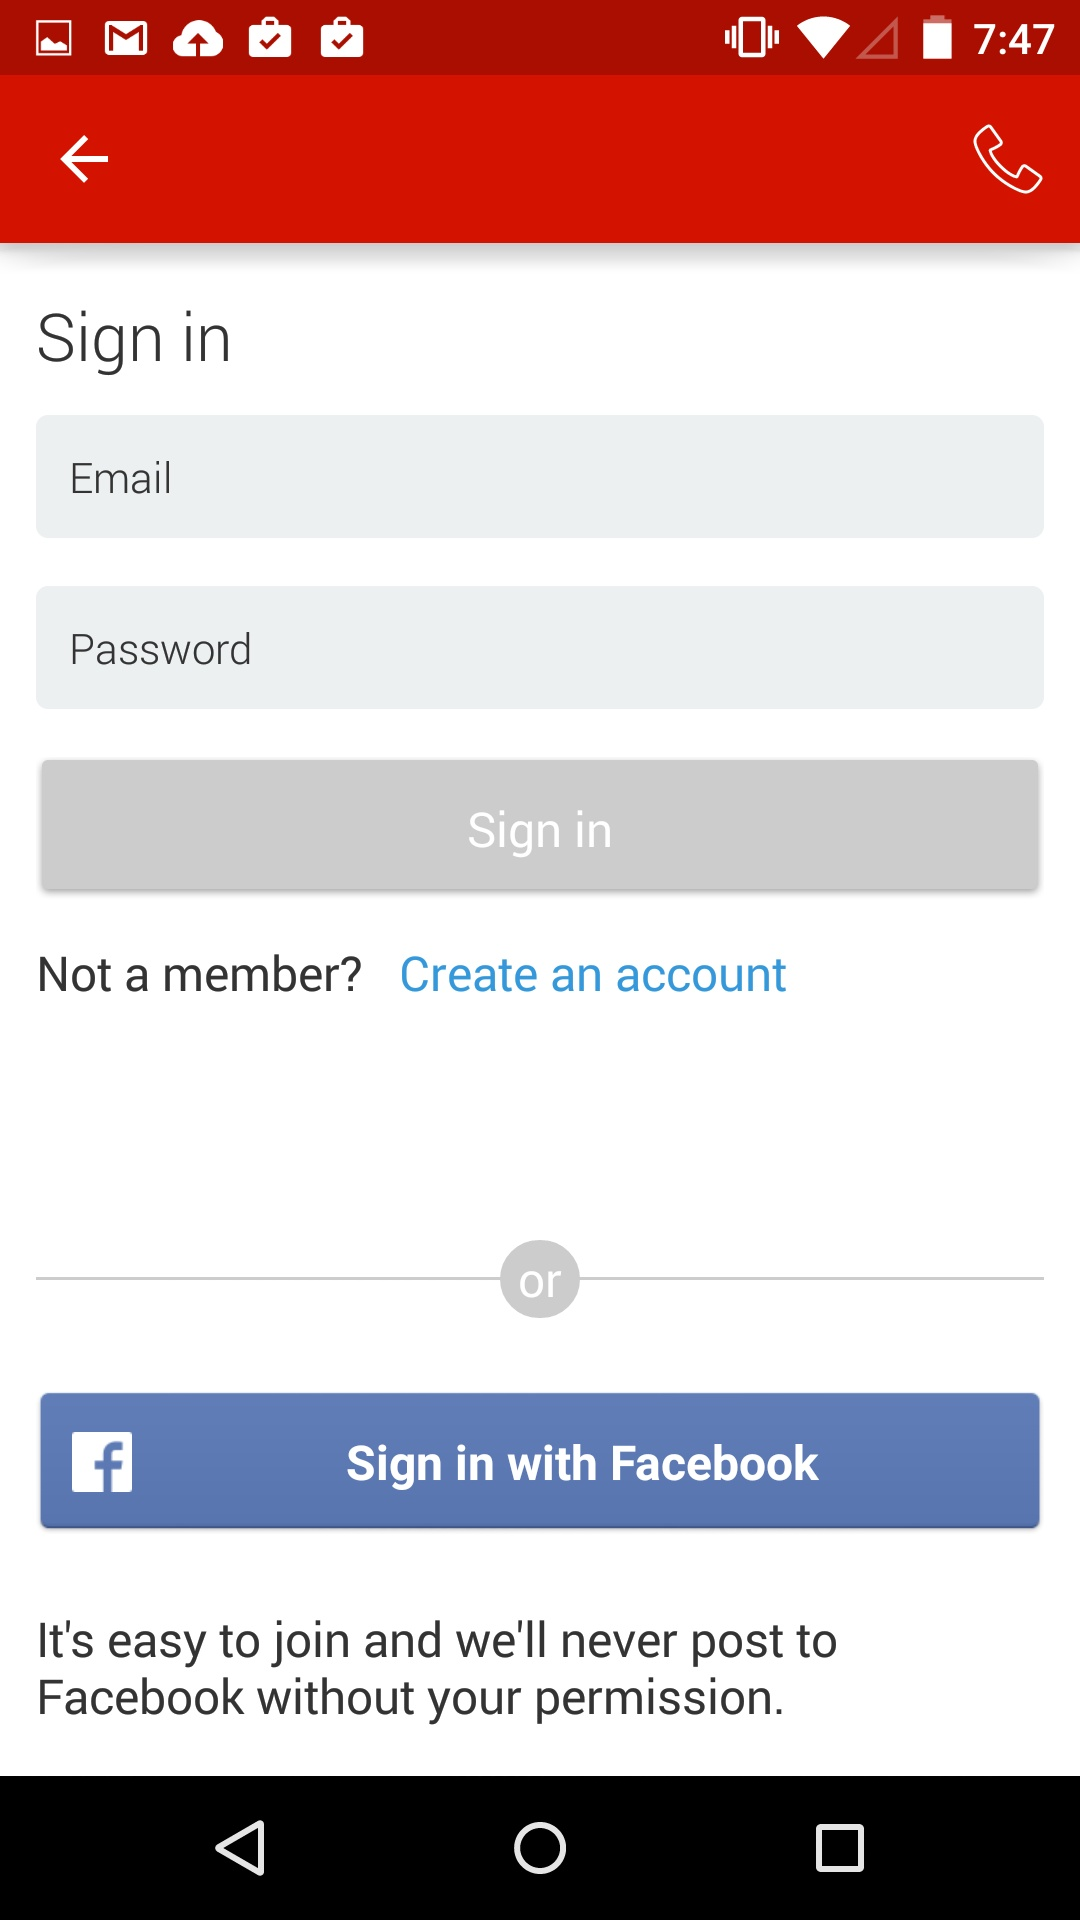 7:47
Sign in
Email
Password
Sign in
Not a member? Create an account
or
Sign in with Facebook
It's easy to join and we'll never post to
Facebook without your permission.